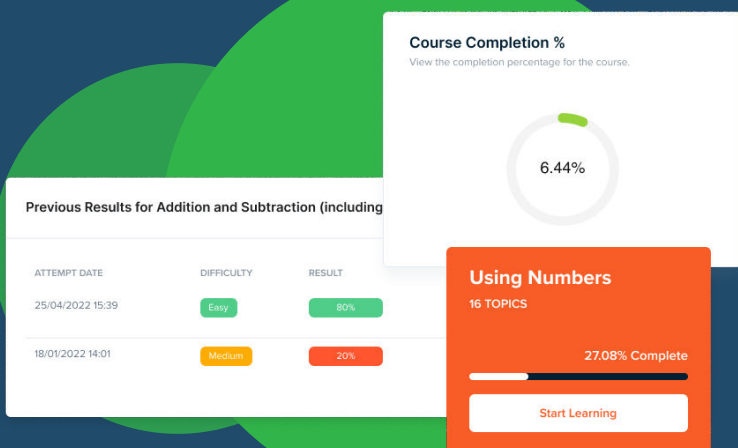 Course Completion %
View the completion percentage for the course.
6.44%
Previous Results for Addition and Subtraction (including
ATTEMPT DATE DIFFICULTY RESULT
25/04/2022 15:39 Easy 80%
18/01/2022 14:01 Medium 20%
Using Numbers
16 TOPICS
27.08% Complete
Start Learning